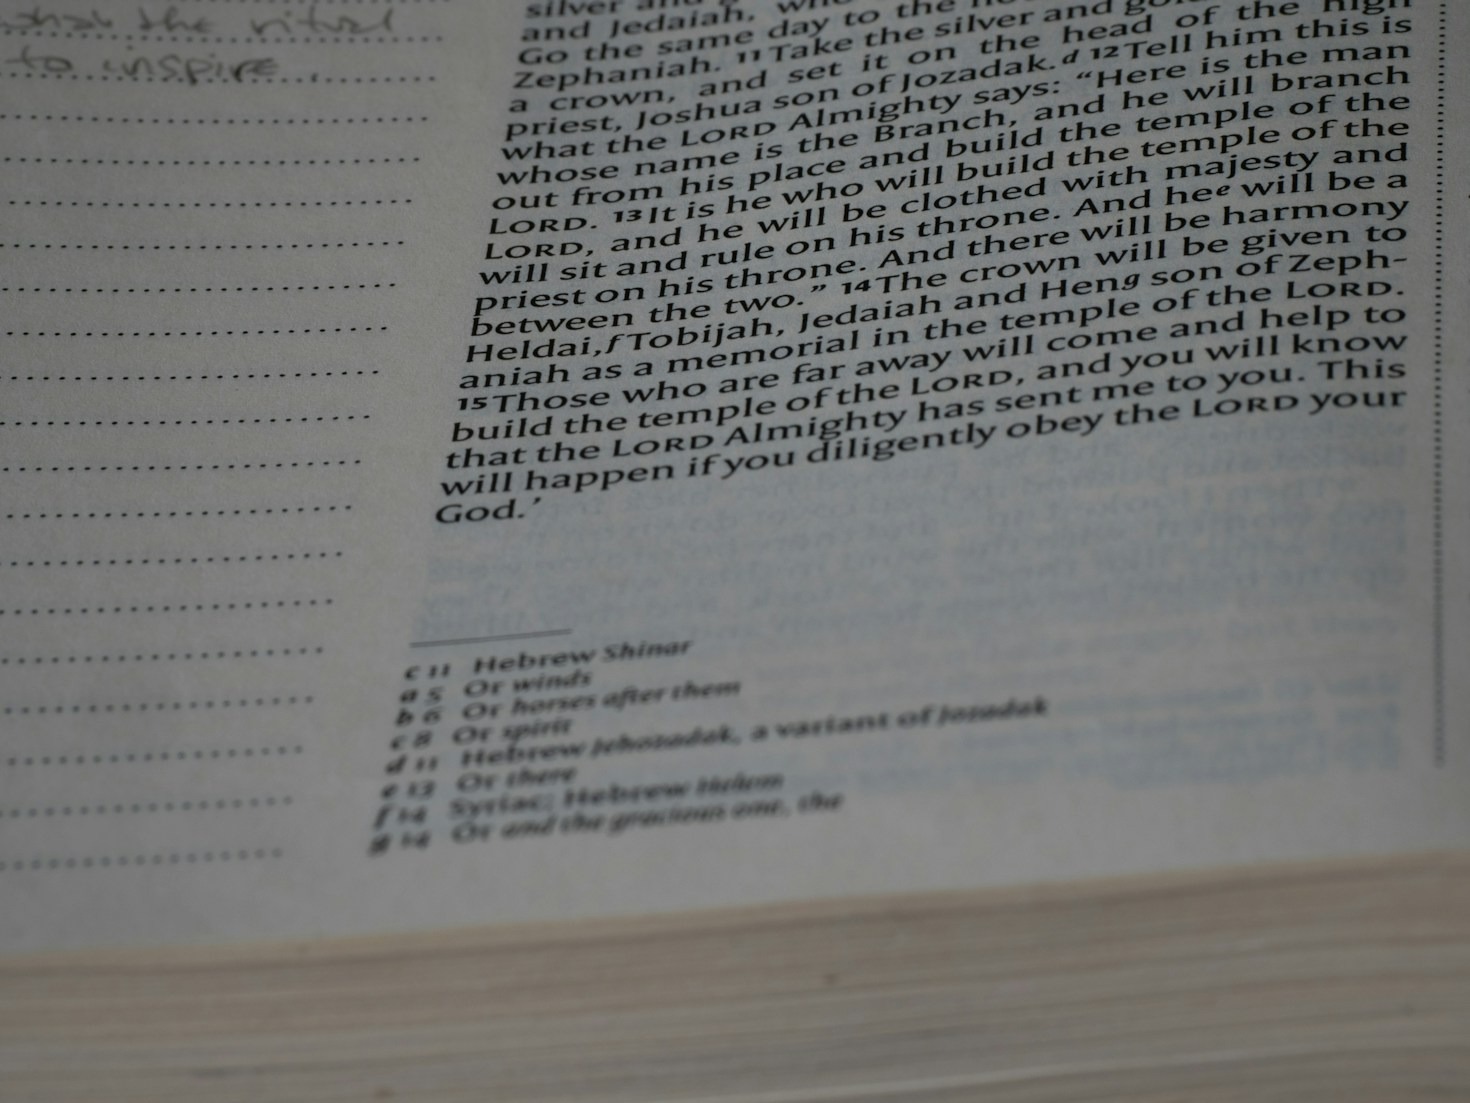 what the ritual
to inspire.
silver and
and Jedaiah, who
Go the same day to the
Zephaniah. 11 Take the silver and gold
a crown, and set it on the head of the high
priest, Joshua son of Jozadak.d 12 Tell him this is
what the LORD Almighty says: “Here is the man
whose name is the Branch, and he will branch
out from his place and build the temple of the
LORD. 13 It is he who will build the temple of the
LORD, and he will be clothed with majesty and
will sit and rule on his throne. And hee will be a
priest on his throne. And there will be harmony
between the two.” 14 The crown will be given to
Heldai,f Tobijah, Jedaiah and Heng son of Zeph-
aniah as a memorial in the temple of the LORD.
15 Those who are far away will come and help to
build the temple of the LORD, and you will know
that the LORD Almighty has sent me to you. This
will happen if you diligently obey the LORD your
God.’
c 11 Hebrew Shinar
a 5 Or winds
b 6 Or horses after them
c 8 Or spirit
d 11 Hebrew Jehozadak, a variant of Jozadak
e 13 Or there
f 14 Syriac; Hebrew Helem
g 14 Or and the gracious one, the